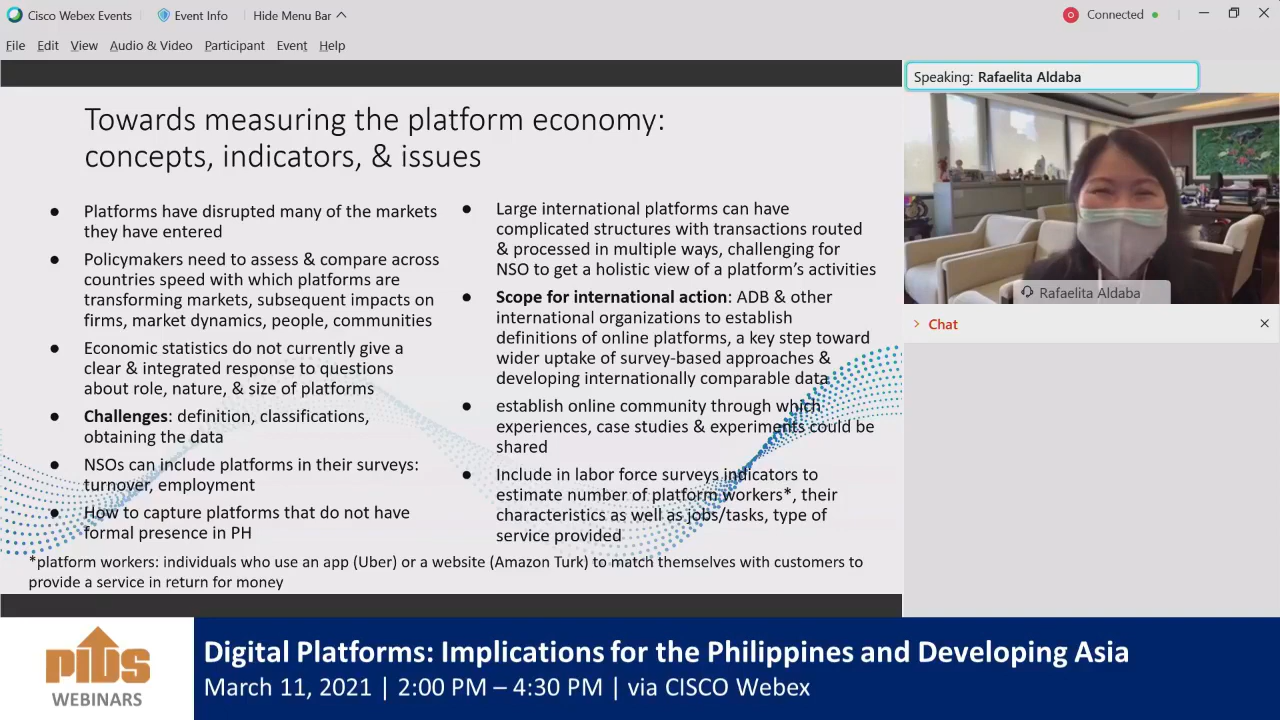 Cisco Webex Events
Event Info
Hide Menu Bar
Connected
File Edit View Audio & Video Participant Event Help
Speaking: Rafaelita Aldaba
Towards measuring the platform economy:
concepts, indicators, & issues
● Platforms have disrupted many of the markets
they have entered
● Policymakers need to assess & compare across
countries speed with which platforms are
transforming markets, subsequent impacts on
firms, market dynamics, people, communities
● Economic statistics do not currently give a
clear & integrated response to questions
about role, nature, & size of platforms
● Challenges: definition, classifications,
obtaining the data
● NSOs can include platforms in their surveys:
turnover, employment
● How to capture platforms that do not have
formal presence in PH
● Large international platforms can have
complicated structures with transactions routed
& processed in multiple ways, challenging for
NSO to get a holistic view of a platform's activities
● Scope for international action: ADB & other
international organizations to establish
definitions of online platforms, a key step toward
wider uptake of survey-based approaches &
developing internationally comparable data
● establish online community through which
experiences, case studies & experiments could be
shared
● Include in labor force surveys indicators to
estimate number of platform workers*, their
characteristics as well as jobs/tasks, type of
service provided
*platform workers: individuals who use an app (Uber) or a website (Amazon Turk) to match themselves with customers to
provide a service in return for money
Rafaelita Aldaba
Chat
PIDS
WEBINARS
Digital Platforms: Implications for the Philippines and Developing Asia
March 11, 2021 | 2:00 PM – 4:30 PM | via CISCO Webex